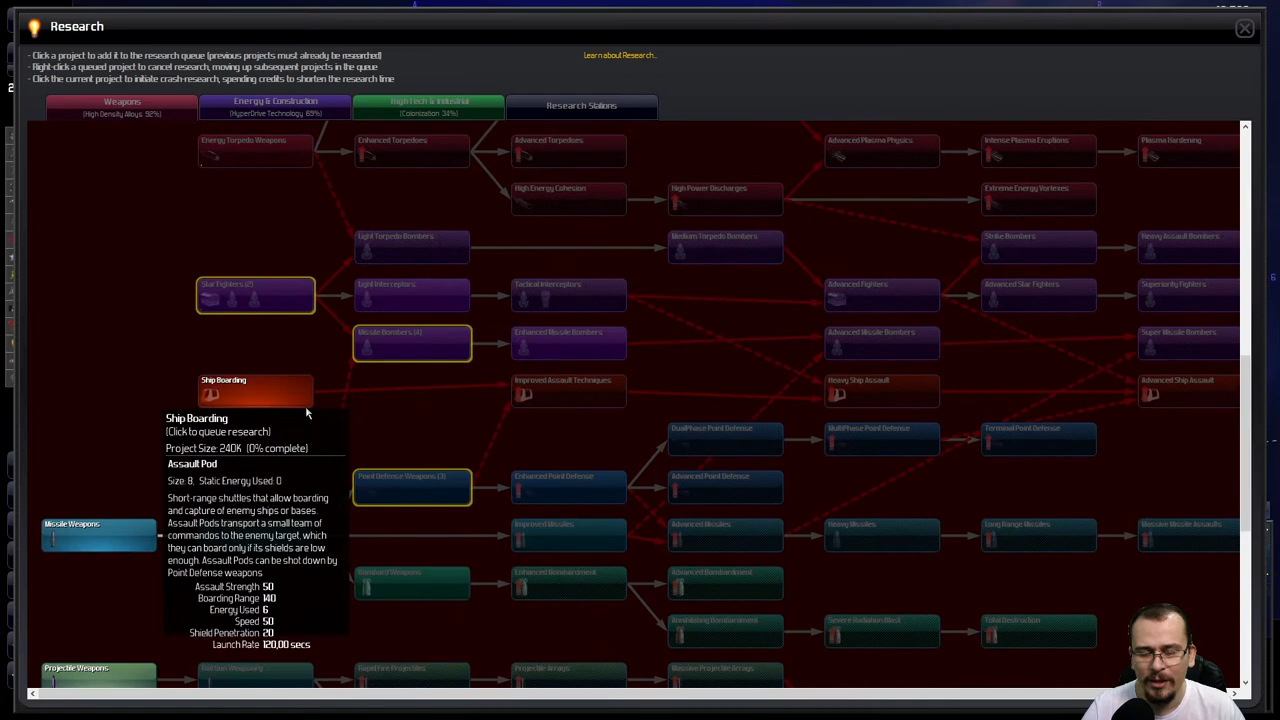 Research
- Click a project to add it to the research queue (previous projects must already be researched)
- Right-click a queued project to cancel research, moving up subsequent projects in the queue
- Click the current project to initiate crash-research, spending credits to shorten the research time
Learn about Research...
Weapons
(High Density Alloys 92%)
Energy & Construction
(HyperDrive Technology 69%)
HighTech & Industrial
(Colonization 34%)
Research Stations
Energy Torpedo Weapons
Enhanced Torpedoes
Advanced Torpedoes
Advanced Plasma Physics
Intense Plasma Eruptions
Plasma Hardening
High Energy Cohesion
High Power Discharges
Extreme Energy Vortexes
Light Torpedo Bombers
Medium Torpedo Bombers
Strike Bombers
Heavy Assault Bombers
Star Fighters (2)
Light Interceptors
Tactical Interceptors
Advanced Fighters
Advanced Star Fighters
Superiority Fighters
Missile Bombers (4)
Enhanced Missile Bombers
Advanced Missile Bombers
Super Missile Bombers
Ship Boarding
Improved Assault Techniques
Heavy Ship Assault
Advanced Ship Assault
Ship Boarding
(Click to queue research)
Project Size: 240K (0% complete)
Assault Pod
Size: 8, Static Energy Used: 0
Short-range shuttles that allow boarding
and capture of enemy ships or bases.
Assault Pods transport a small team of
commandos to the enemy target, which
they can board only if its shields are low
enough. Assault Pods can be shot down by
Point Defense weapons
Assault Strength 50
Boarding Range 140
Energy Used 6
Speed 50
Shield Penetration 20
Launch Rate 120,00 secs
DualPhase Point Defense
MultiPhase Point Defense
Terminal Point Defense
Point Defense Weapons (3)
Enhanced Point Defense
Advanced Point Defense
Missile Weapons
Improved Missiles
Advanced Missiles
Heavy Missiles
Long Range Missiles
Massive Missile Assaults
Bombard Weapons
Enhanced Bombardment
Advanced Bombardment
Annihilating Bombardment
Severe Radiation Blast
Total Destruction
Projectile Weapons
Rapid Fire Projectiles
Projectile Arrays
Massive Projectile Arrays